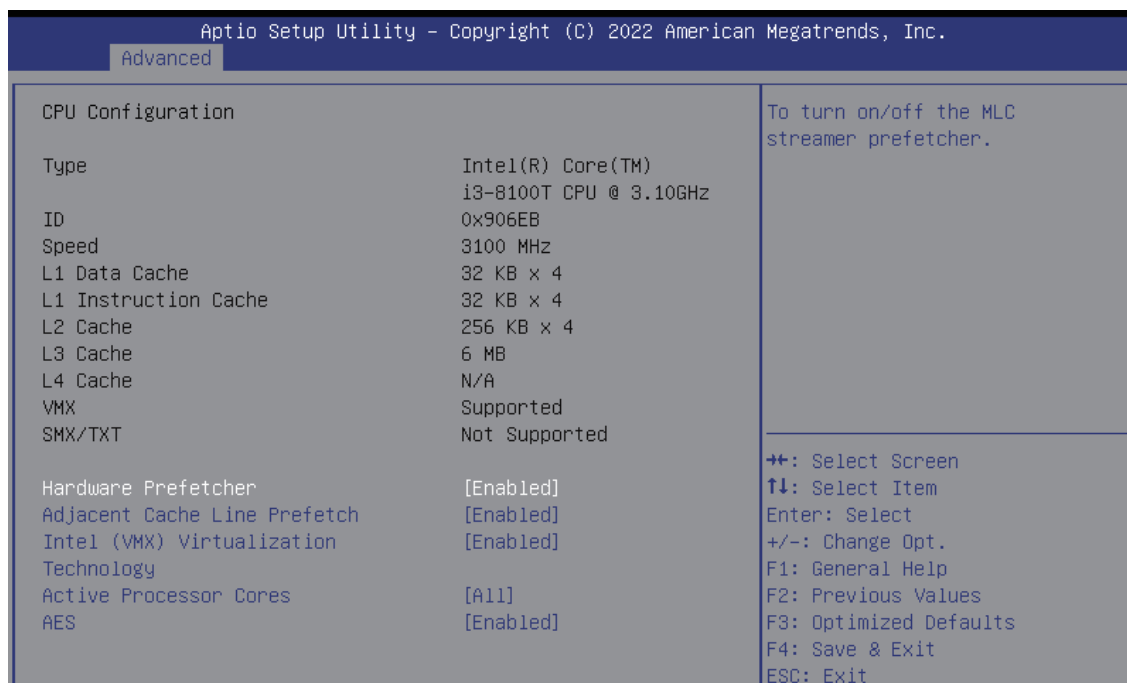 Aptio Setup Utility – Copyright (C) 2022 American Megatrends, Inc.
Advanced
CPU Configuration
Type Intel(R) Core(TM)
i3-8100T CPU @ 3.10GHz
ID 0x906EB
Speed 3100 MHz
L1 Data Cache 32 KB x 4
L1 Instruction Cache 32 KB x 4
L2 Cache 256 KB x 4
L3 Cache 6 MB
L4 Cache N/A
VMX Supported
SMX/TXT Not Supported
Hardware Prefetcher [Enabled]
Adjacent Cache Line Prefetch [Enabled]
Intel (VMX) Virtualization [Enabled]
Technology
Active Processor Cores [All]
AES [Enabled]
To turn on/off the MLC
streamer prefetcher.
→←: Select Screen
↑↓: Select Item
Enter: Select
+/-: Change Opt.
F1: General Help
F2: Previous Values
F3: Optimized Defaults
F4: Save & Exit
ESC: Exit